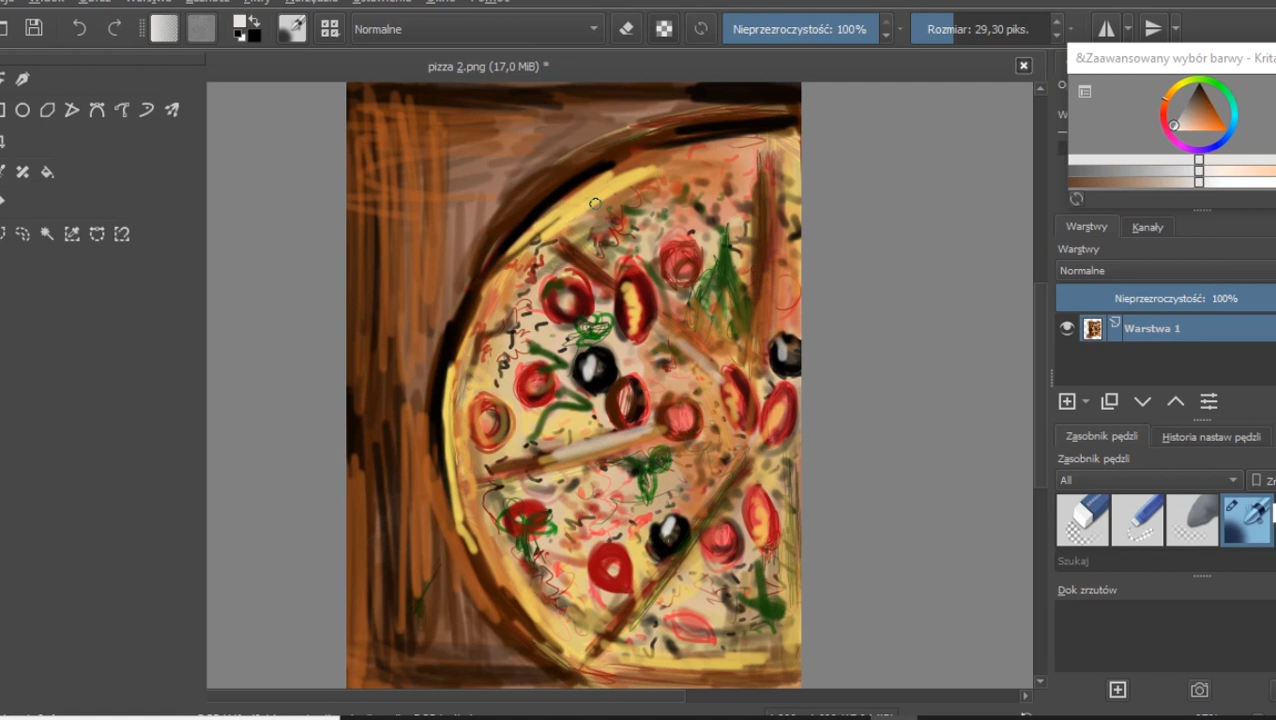 Normalne
Nieprzezroczystość: 100%
Rozmiar: 29,30 piks.
pizza 2.png (17,0 MiB) *
&Zaawansowany wybór barwy - Krita
Warstwy
Kanały
Warstwy
Normalne
Nieprzezroczystość: 100%
Warstwa 1
Zasobnik pędzli
Historia nastaw pędzli
Zasobnik pędzli
All
Szukaj
Dok zrzutów